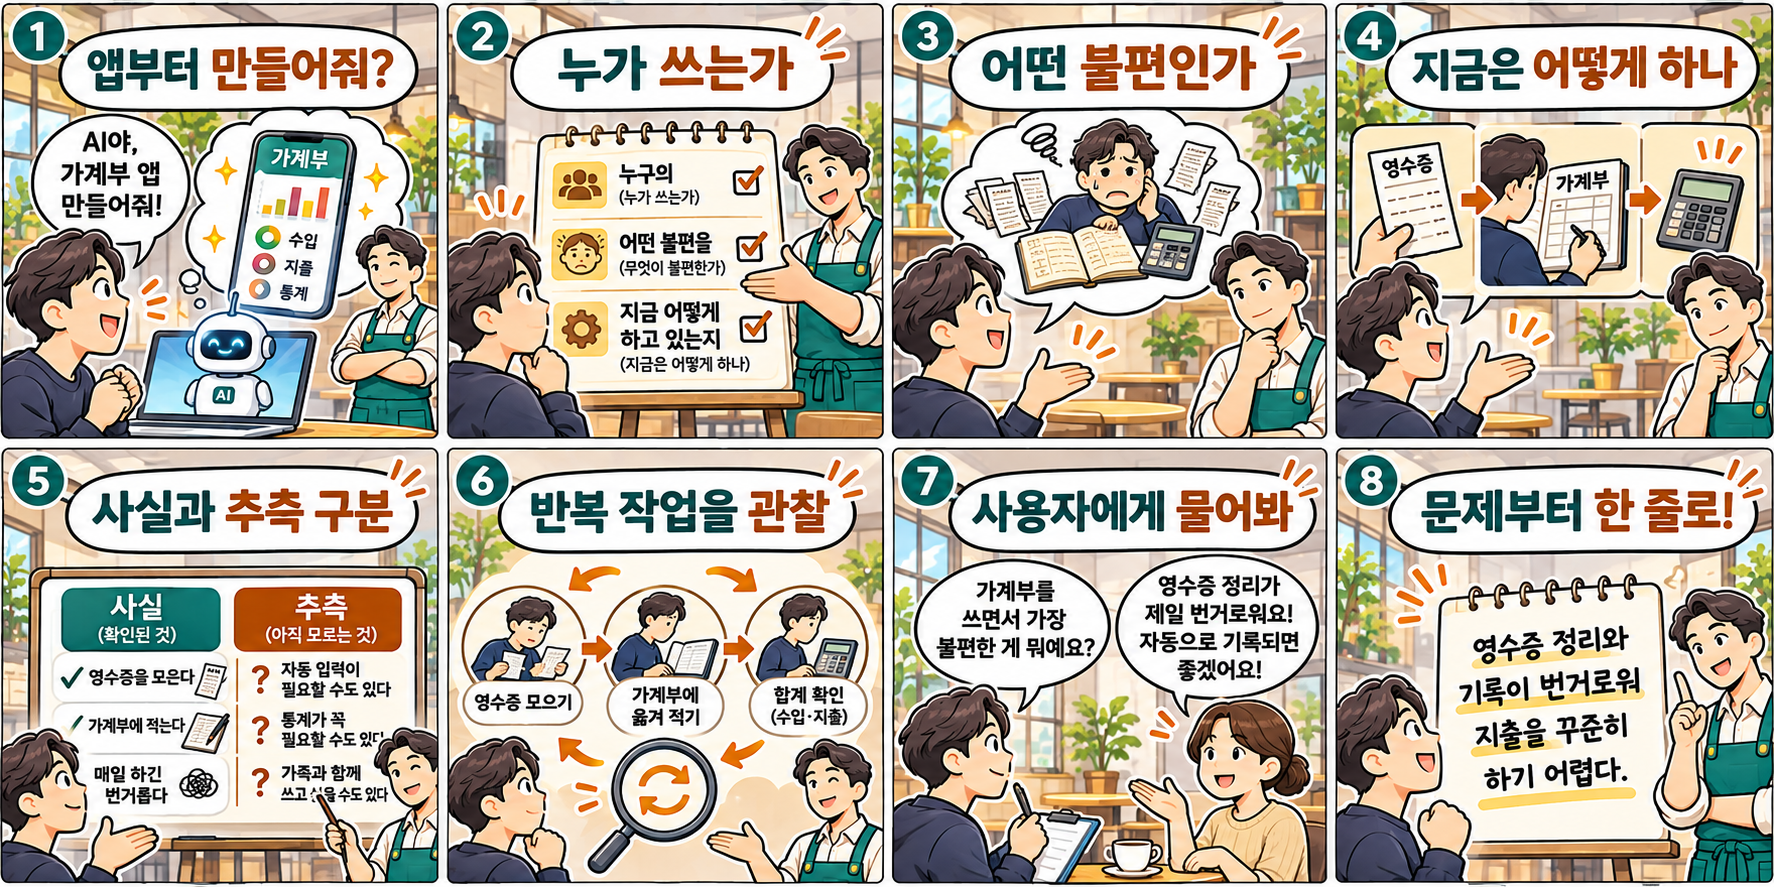 1
앱부터 만들어줘?
AI야,
가계부 앱
만들어줘!
가계부
수입
지출
통계
AI
2
누가 쓰는가
누구의
(누가 쓰는가)
어떤 불편을
(무엇이 불편한가)
지금 어떻게
하고 있는지
(지금은 어떻게 하나)
3
어떤 불편인가
4
지금은 어떻게 하나
영수증
가계부
5
사실과 추측 구분
사실
(확인된 것)
영수증을 모은다
가계부에 적는다
매일 하긴
번거롭다
추측
(아직 모르는 것)
? 자동 입력이
필요할 수도 있다
? 통계가 꼭
필요할 수도 있다
? 가족과 함께
쓰고 싶을 수도 있다
6
반복 작업을 관찰
영수증 모으기
가계부에
옮겨 적기
합계 확인
(수입·지출)
7
사용자에게 물어봐
가계부를
쓰면서 가장
불편한 게 뭐예요?
영수증 정리가
제일 번거로워요!
자동으로 기록되면
좋겠어요!
8
문제부터 한 줄로!
영수증 정리와
기록이 번거로워
지출을 꾸준히
하기 어렵다.